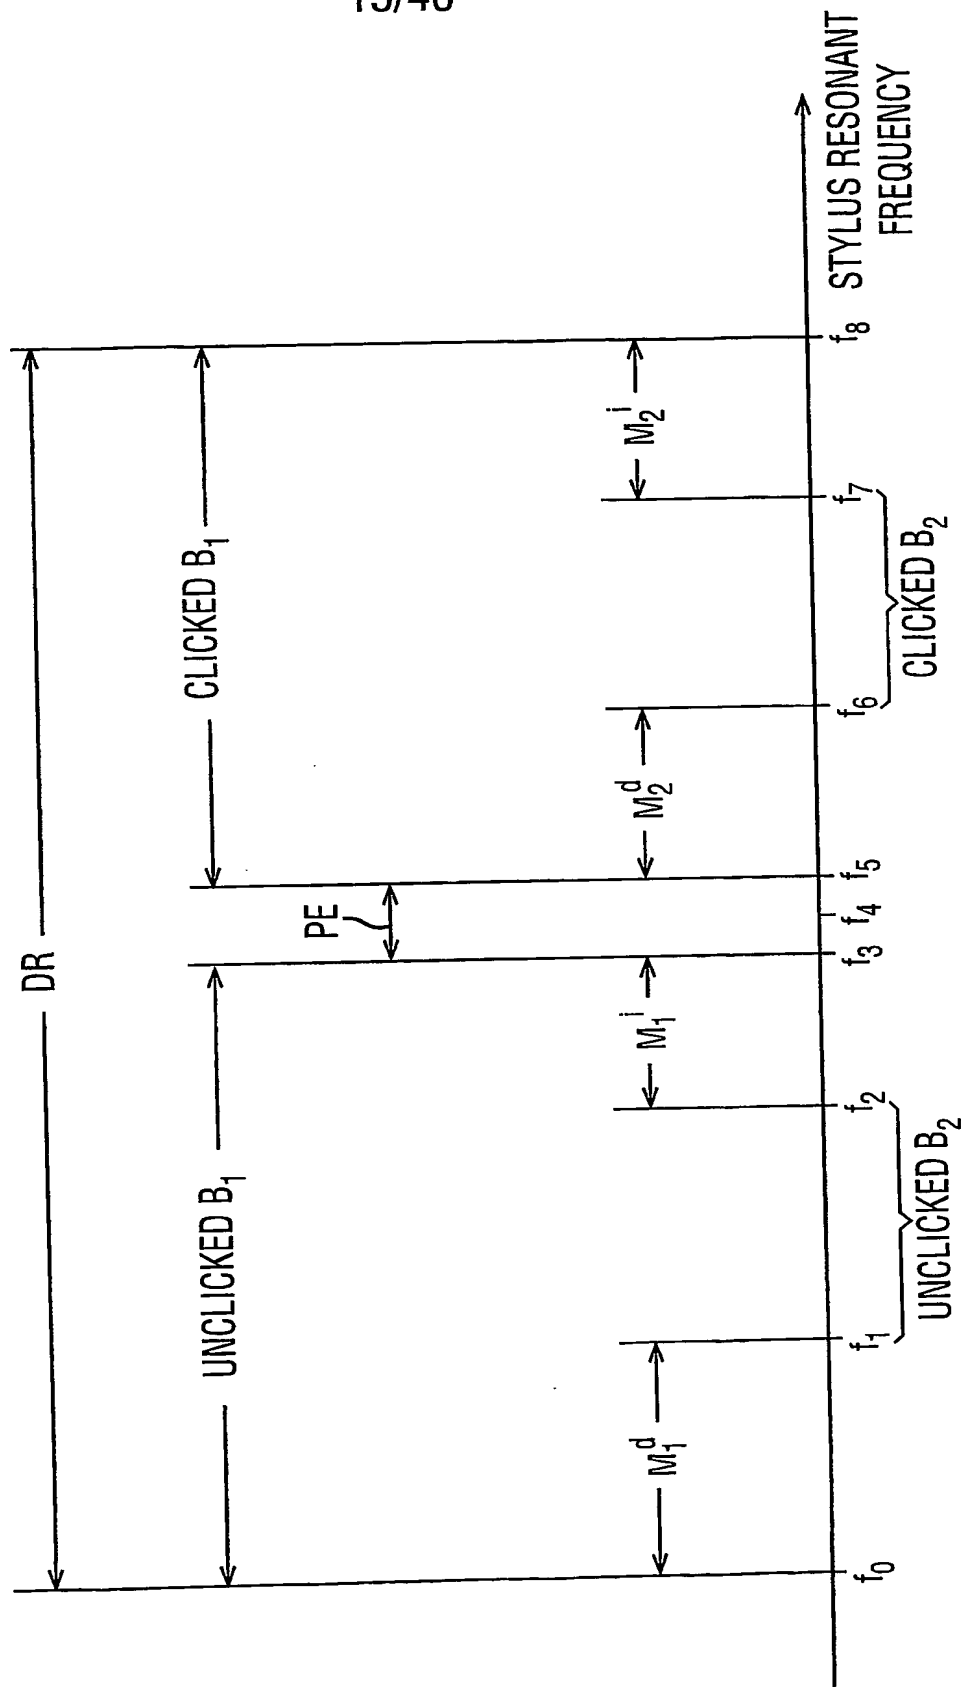 15/46
DR
UNCLICKED B₁
CLICKED B₁
PE
M₁ᵈ
M₁ⁱ
M₂ᵈ
M₂ⁱ
f₀
f₁
f₂
f₃
f₄
f₅
f₆
f₇
f₈
STYLUS RESONANT
FREQUENCY
UNCLICKED B₂
CLICKED B₂